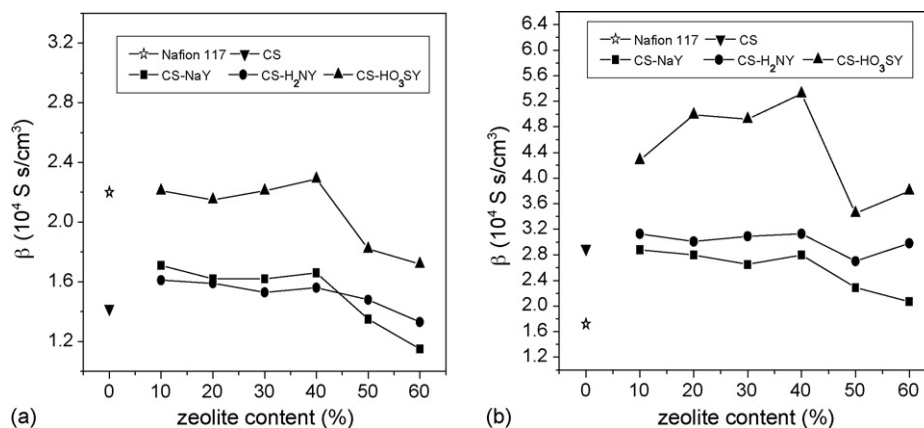 3.2
2.8
2.4
2.0
1.6
1.2
β (10⁴ S s/cm³)
Nafion 117 CS
CS-NaY CS-H₂NY CS-HO₃SY
0 10 20 30 40 50 60
(a) zeolite content (%)
6.4
6.0
5.6
5.2
4.8
4.4
4.0
3.6
3.2
2.8
2.4
2.0
1.6
1.2
β (10⁴ S s/cm³)
Nafion 117 CS
CS-NaY CS-H₂NY CS-HO₃SY
0 10 20 30 40 50 60
(b) zeolite content (%)